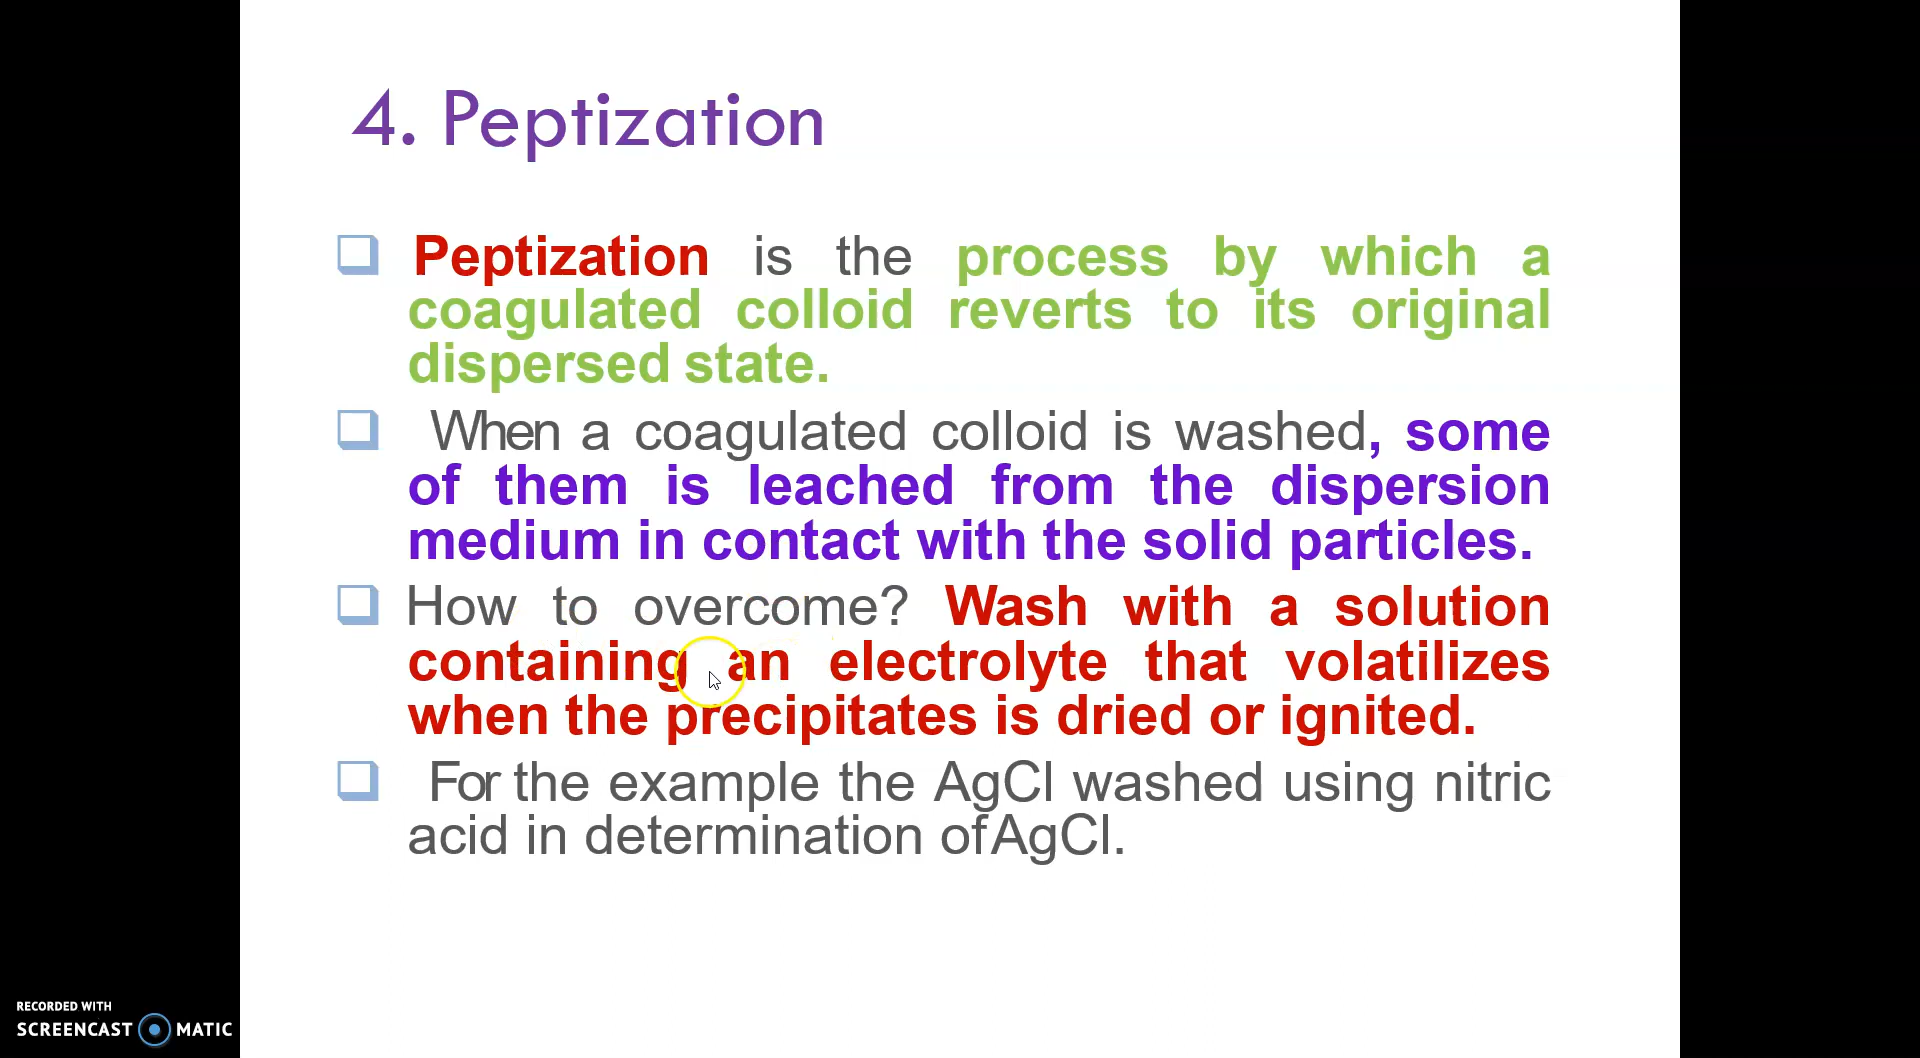 4. Peptization
Peptization is the process by which a
coagulated colloid reverts to its original
dispersed state.
When a coagulated colloid is washed, some
of them is leached from the dispersion
medium in contact with the solid particles.
How to overcome? Wash with a solution
containing an electrolyte that volatilizes
when the precipitates is dried or ignited.
For the example the AgCl washed using nitric
acid in determination of AgCl.
RECORDED WITH
SCREENCAST MATIC